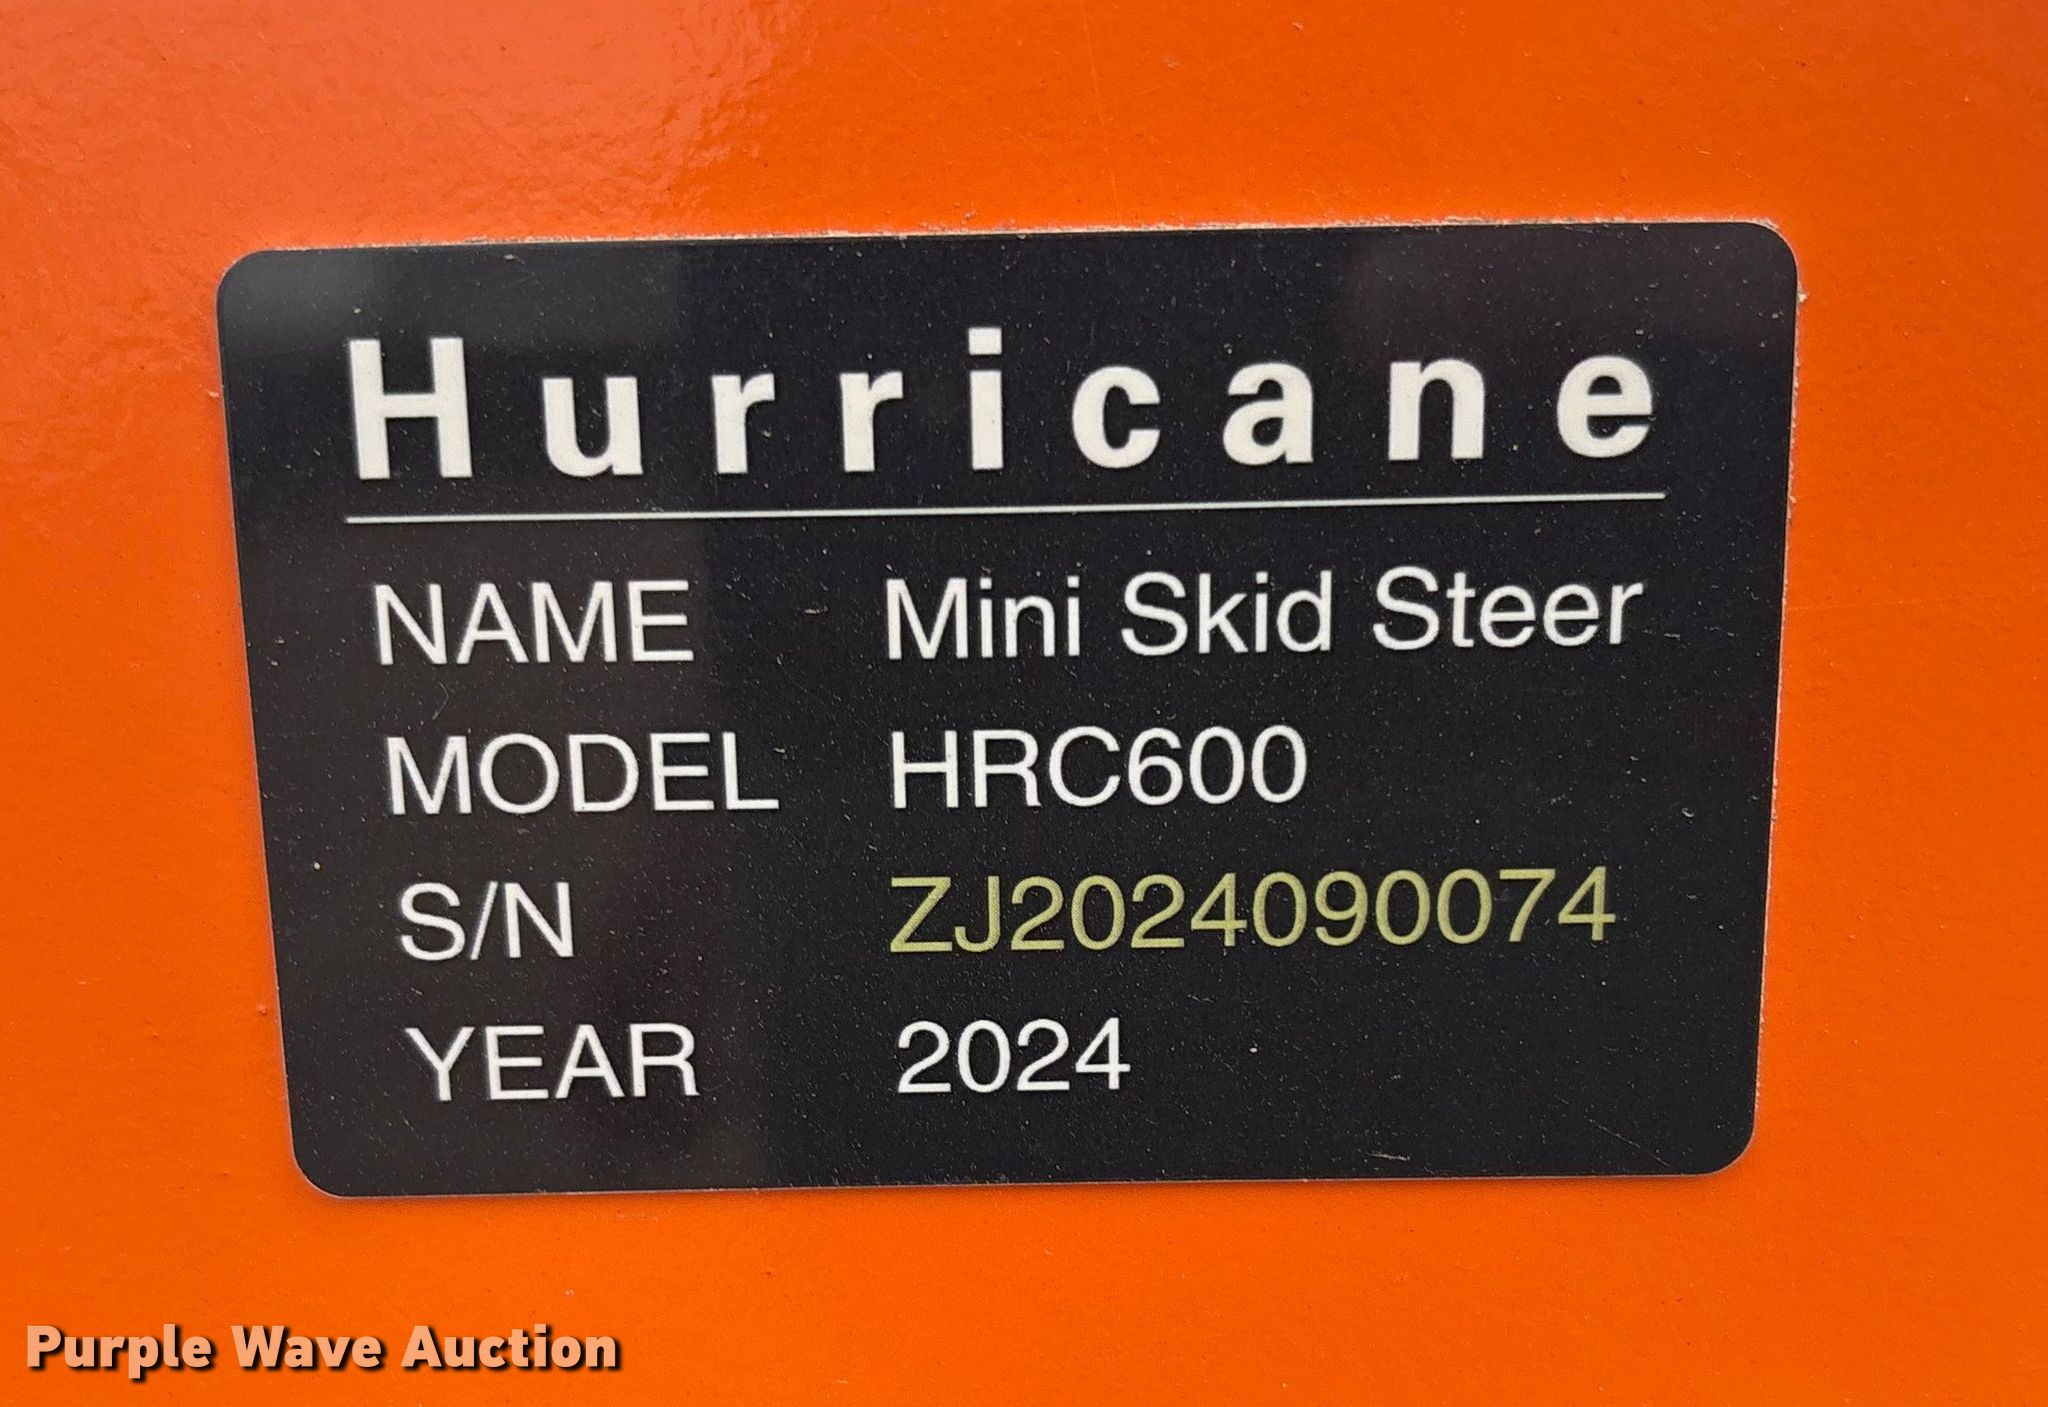 Hurricane
NAME Mini Skid Steer
MODEL HRC600
S/N ZJ2024090074
YEAR 2024
Purple Wave Auction